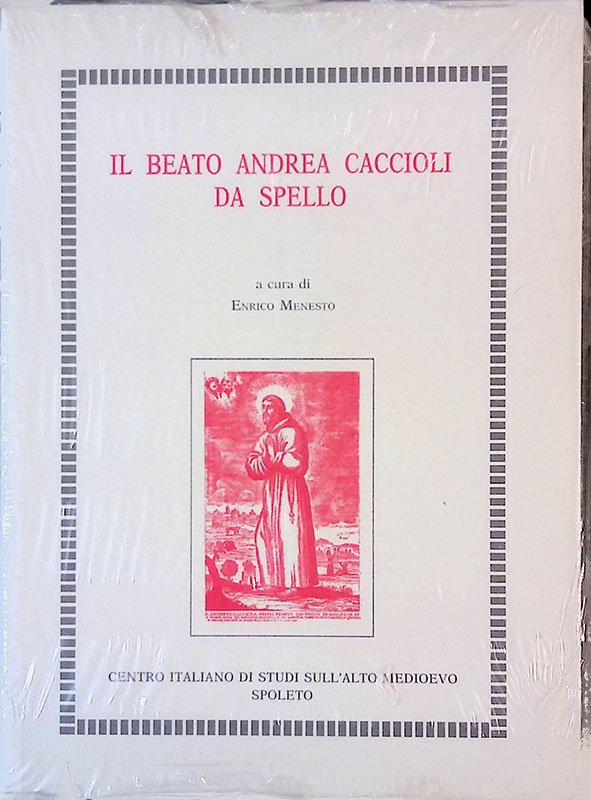 IL BEATO ANDREA CACCIOLI
DA SPELLO
a cura di
ENRICO MENESTÒ
CENTRO ITALIANO DI STUDI SULL'ALTO MEDIOEVO
SPOLETO